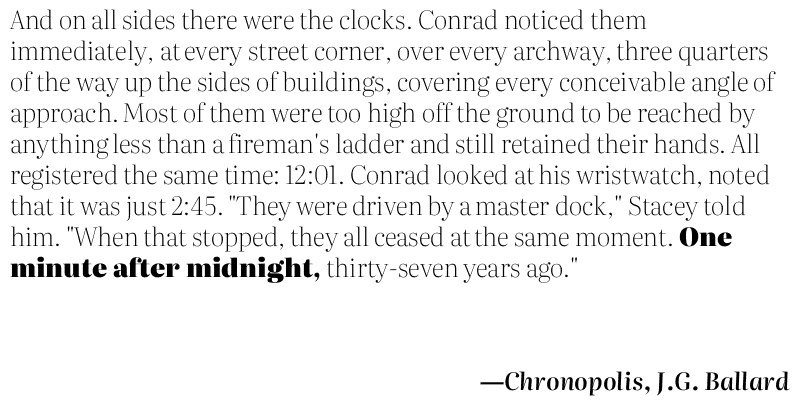 And on all sides there were the clocks. Conrad noticed them
immediately, at every street corner, over every archway, three quarters
of the way up the sides of buildings, covering every conceivable angle of
approach. Most of them were too high off the ground to be reached by
anything less than a fireman's ladder and still retained their hands. All
registered the same time: 12:01. Conrad looked at his wristwatch, noted
that it was just 2:45. "They were driven by a master dock," Stacey told
him. "When that stopped, they all ceased at the same moment. One
minute after midnight, thirty-seven years ago."
—Chronopolis, J.G. Ballard